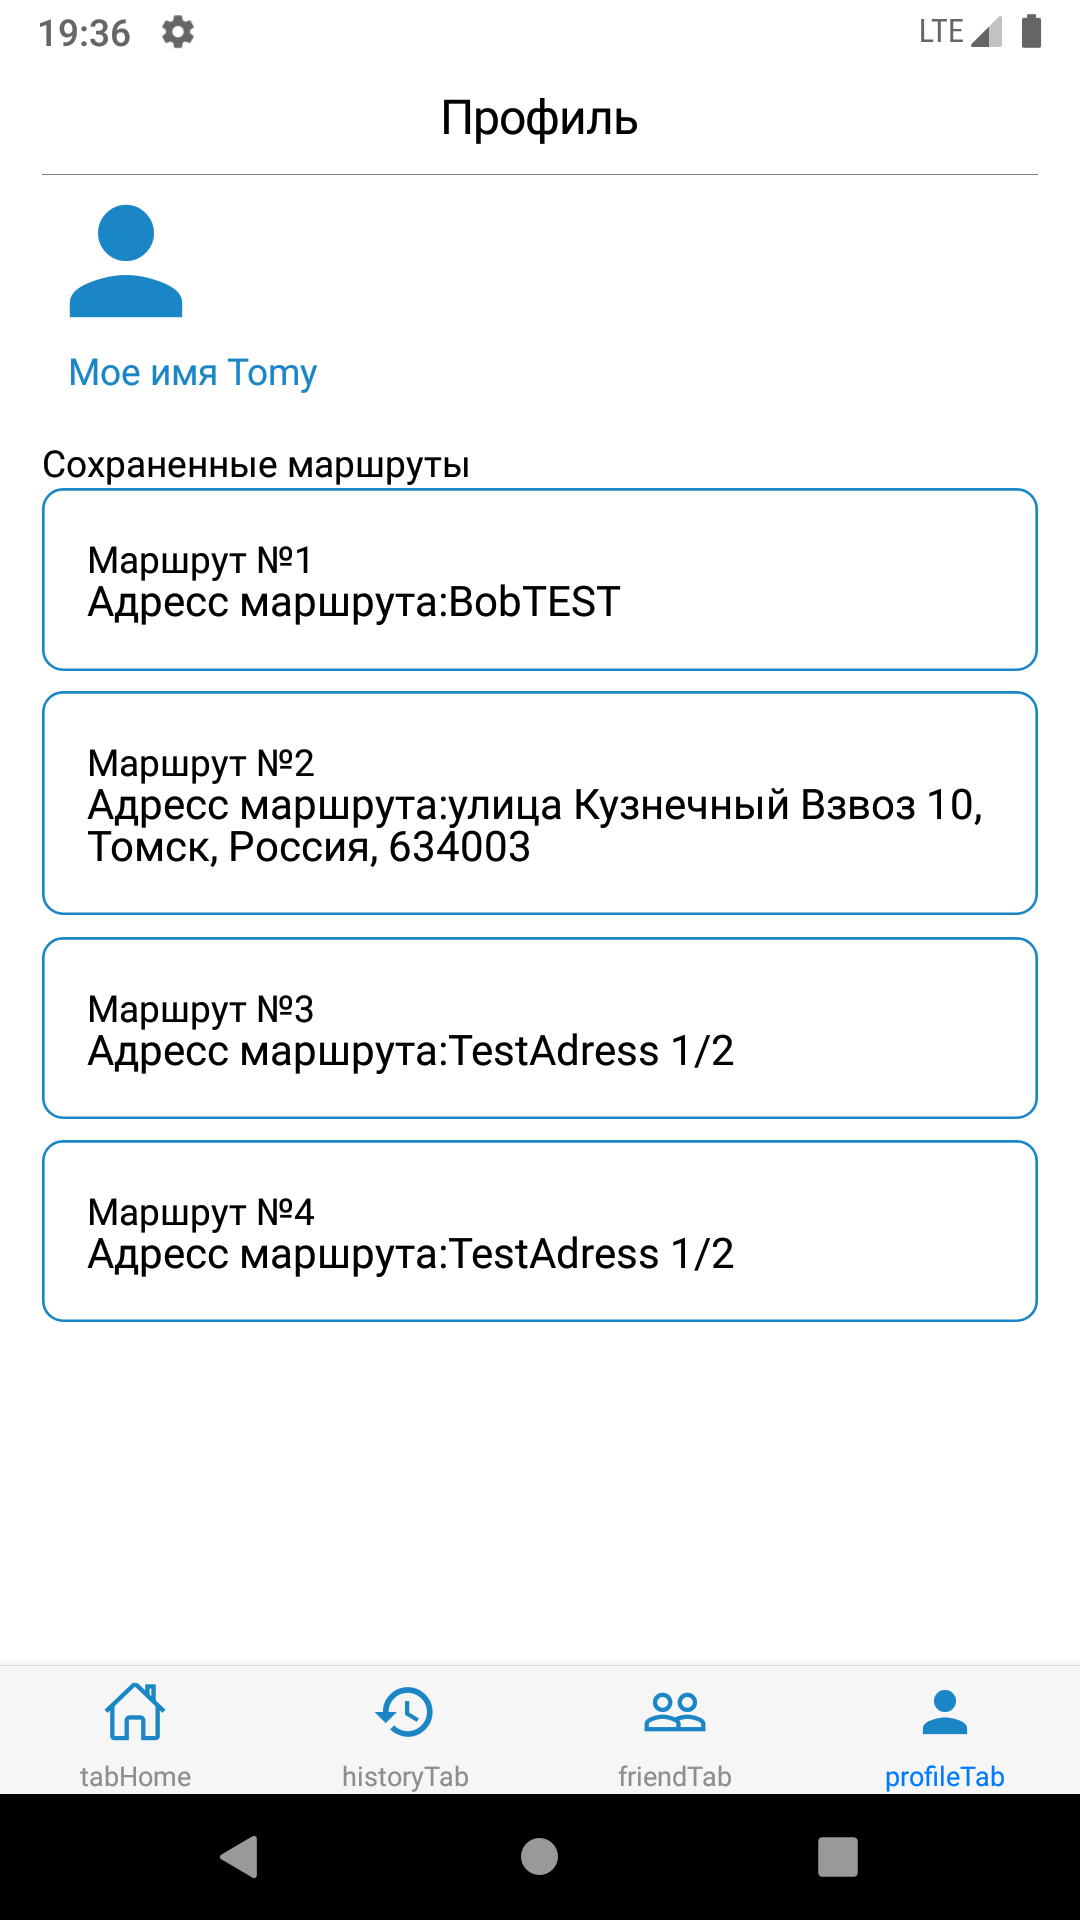 19:36 LTE
Профиль
Мое имя Tomy
Сохраненные маршруты
Маршрут №1
Адресс маршрута:BobTEST
Маршрут №2
Адресс маршрута:улица Кузнечный Взвоз 10,
Томск, Россия, 634003
Маршрут №3
Адресс маршрута:TestAdress 1/2
Маршрут №4
Адресс маршрута:TestAdress 1/2
tabHome historyTab friendTab profileTab